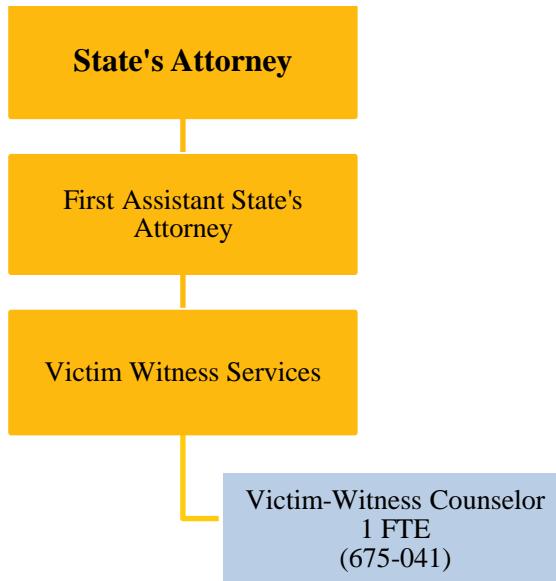 State's Attorney
First Assistant State's
Attorney
Victim Witness Services
Victim-Witness Counselor
1 FTE
(675-041)